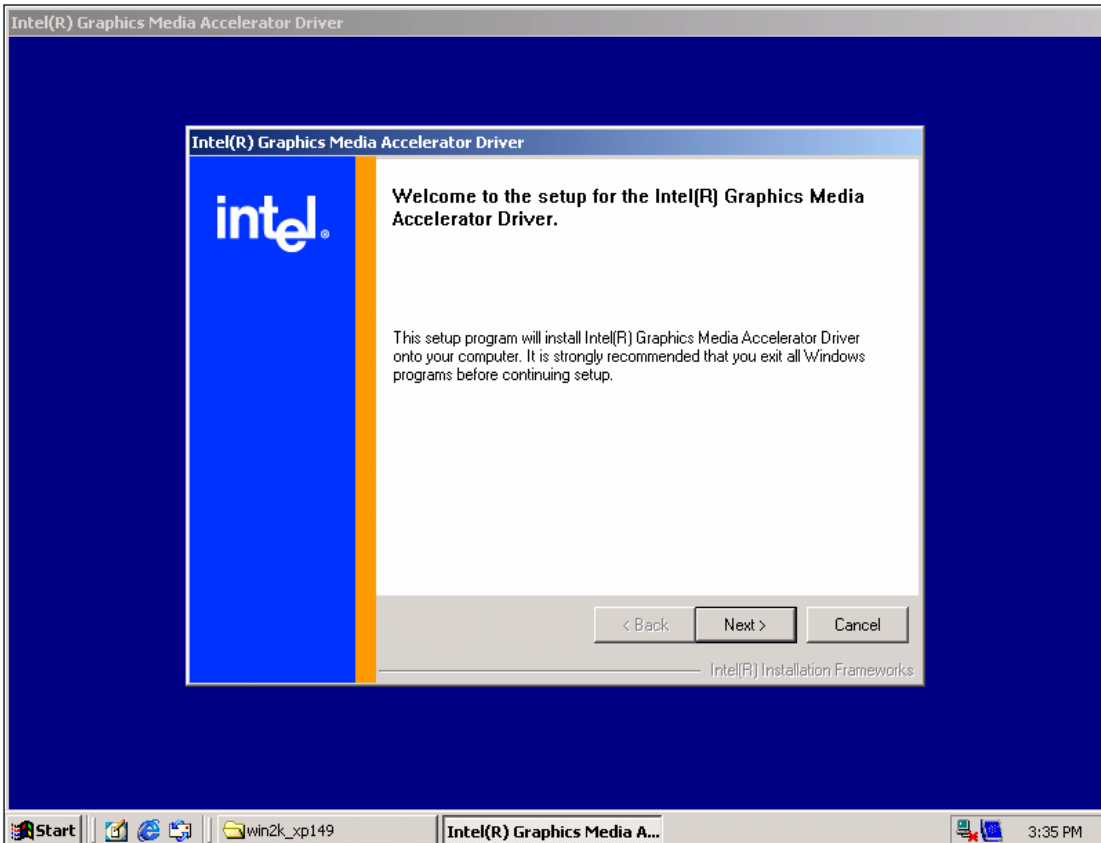 Intel(R) Graphics Media Accelerator Driver
Intel(R) Graphics Media Accelerator Driver
intel®
Welcome to the setup for the Intel(R) Graphics Media
Accelerator Driver.
This setup program will install Intel(R) Graphics Media Accelerator Driver
onto your computer. It is strongly recommended that you exit all Windows
programs before continuing setup.
< Back
Next >
Cancel
Intel(R) Installation Frameworks
Start
win2k_xp149
Intel(R) Graphics Media A...
3:35 PM